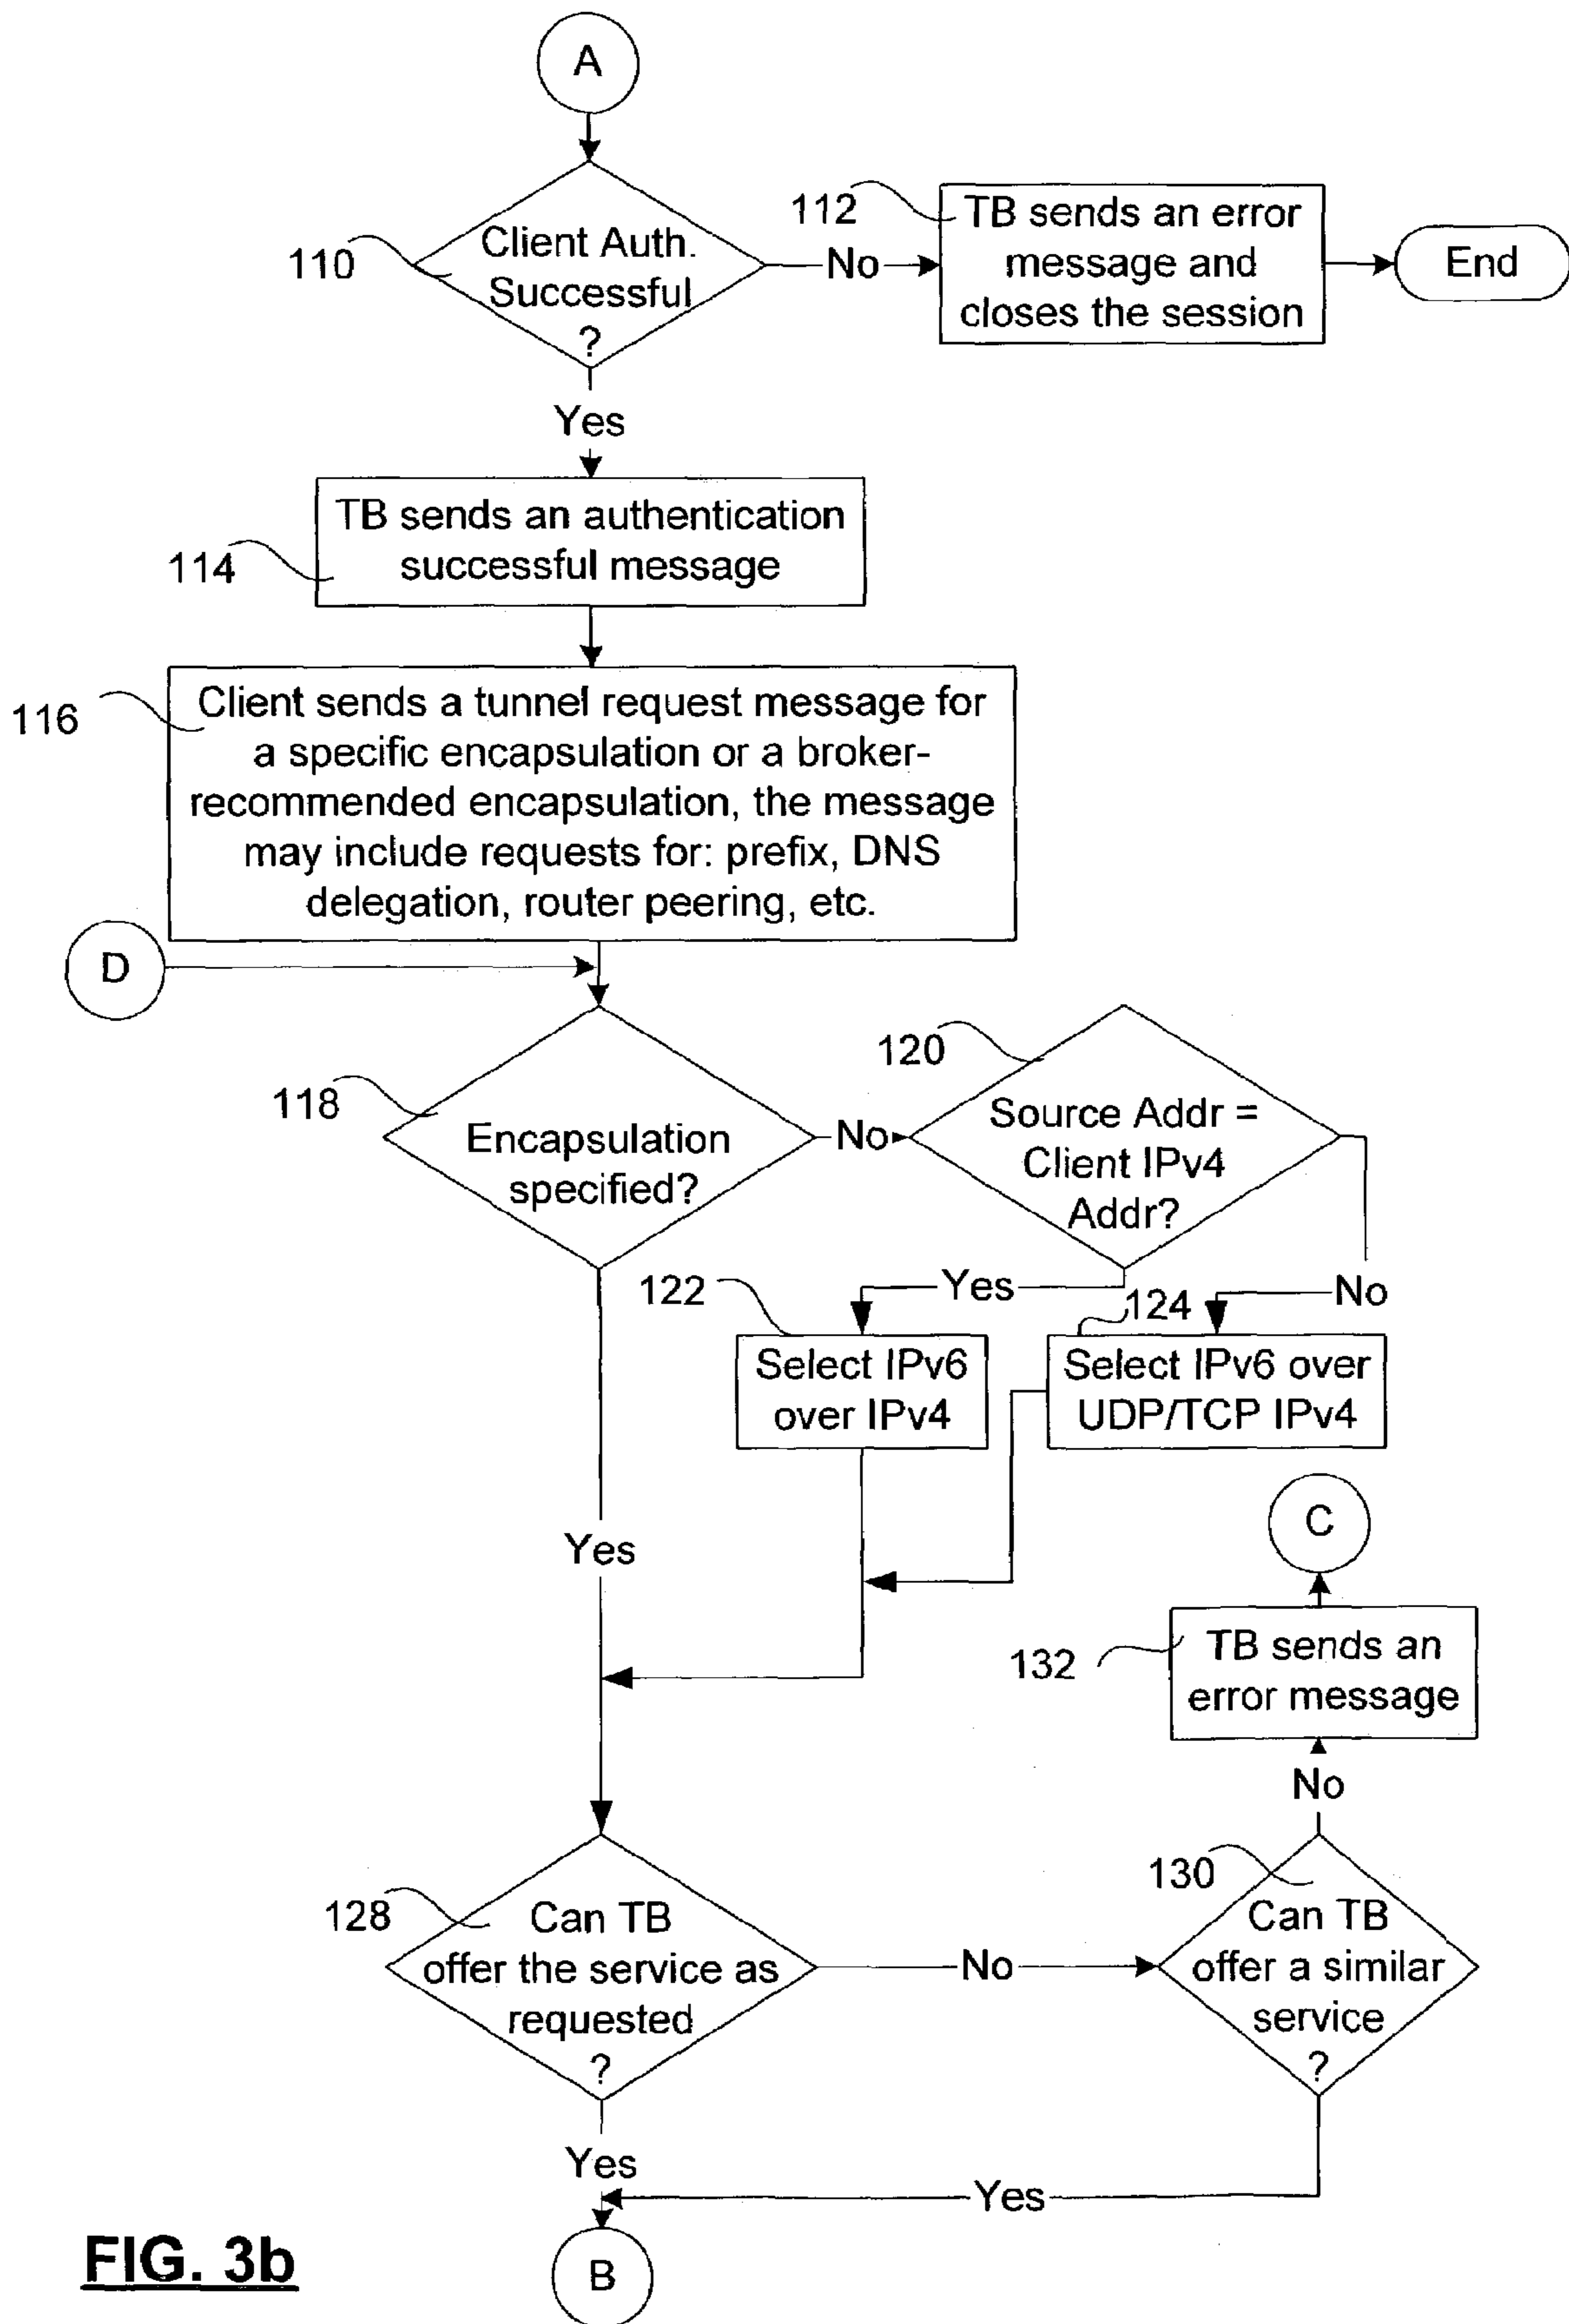 A
110
Client Auth.
Successful
?
No
112
TB sends an error
message and
closes the session
End
Yes
114
TB sends an authentication
successful message
116
Client sends a tunnel request message for
a specific encapsulation or a broker-
recommended encapsulation, the message
may include requests for: prefix, DNS
delegation, router peering, etc.
D
118
Encapsulation
specified?
No
120
Source Addr =
Client IPv4
Addr?
Yes
No
122
Select IPv6
over IPv4
124
Select IPv6 over
UDP/TCP IPv4
Yes
C
132
TB sends an
error message
No
128
Can TB
offer the service as
requested
?
No
130
Can TB
offer a similar
service
?
Yes
Yes
B
FIG. 3b